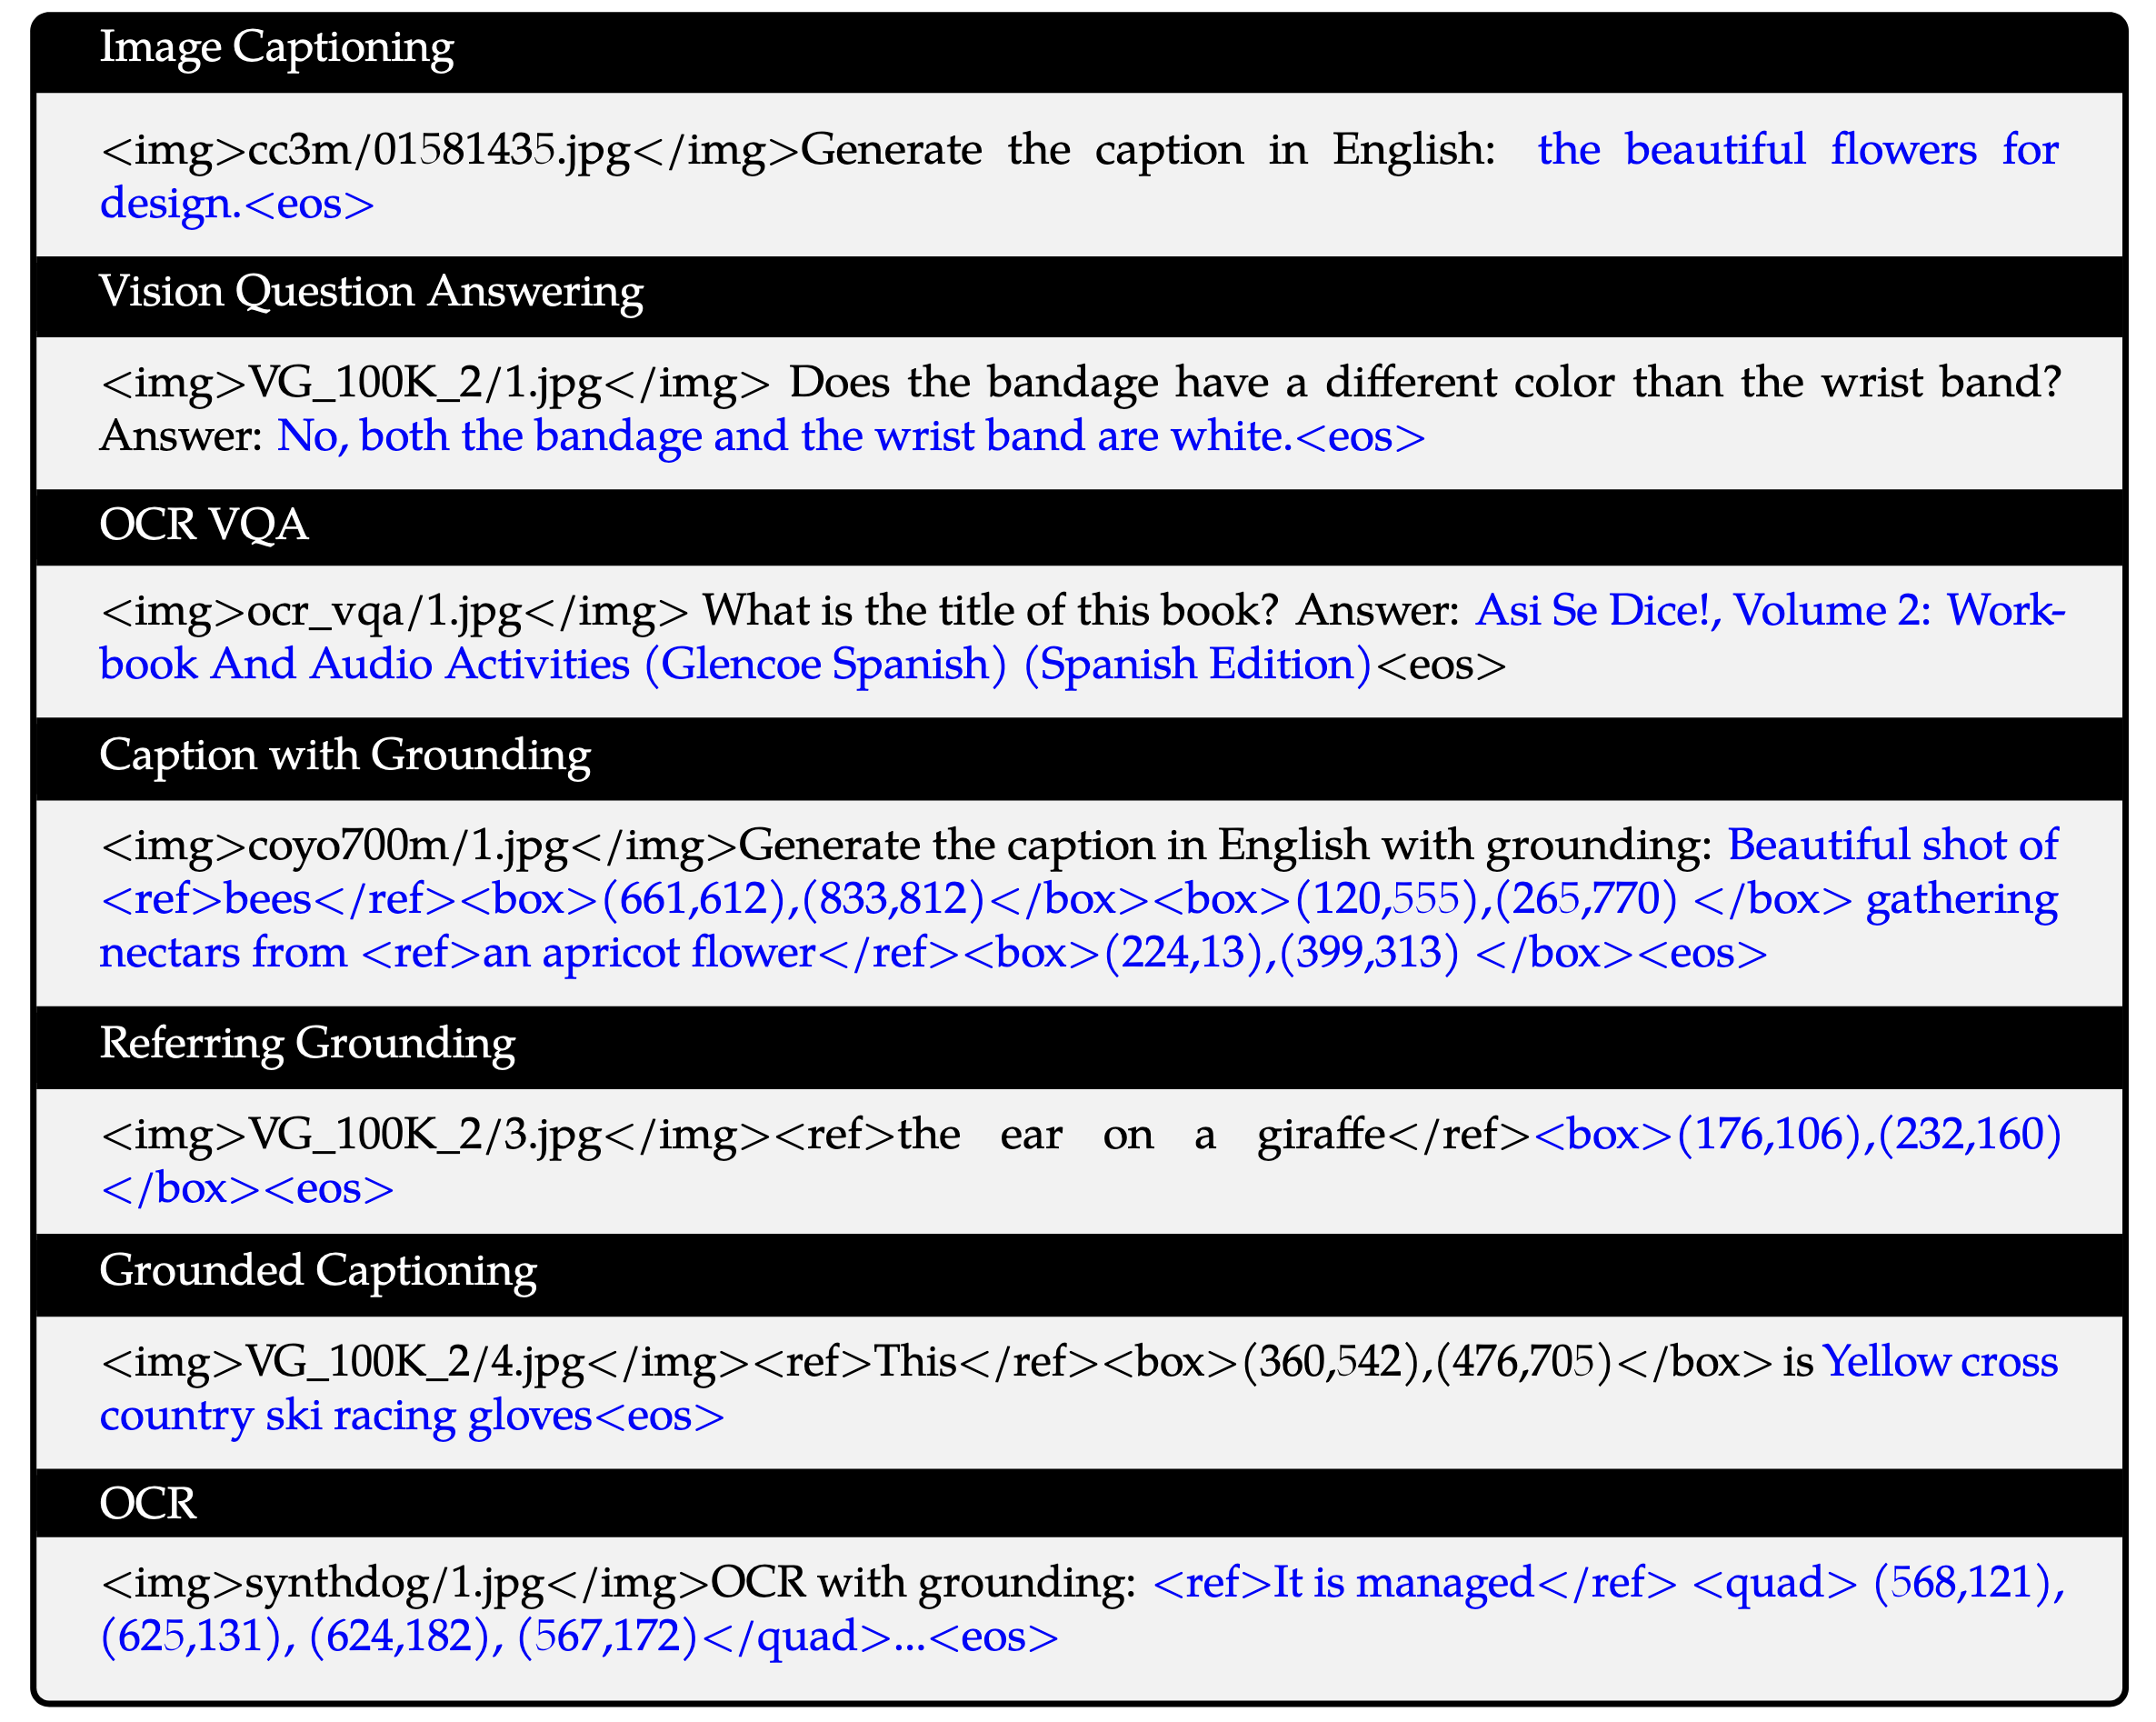 Image Captioning
<img>cc3m/01581435.jpg</img>Generate the caption in English: the beautiful flowers for
design.<eos>
Vision Question Answering
<img>VG_100K_2/1.jpg</img> Does the bandage have a different color than the wrist band?
Answer: No, both the bandage and the wrist band are white.<eos>
OCR VQA
<img>ocr_vqa/1.jpg</img> What is the title of this book? Answer: Asi Se Dice!, Volume 2: Work-
book And Audio Activities (Glencoe Spanish) (Spanish Edition)<eos>
Caption with Grounding
<img>coyo700m/1.jpg</img>Generate the caption in English with grounding: Beautiful shot of
<ref>bees</ref><box>(661,612),(833,812)</box><box>(120,555),(265,770) </box> gathering
nectars from <ref>an apricot flower</ref><box>(224,13),(399,313) </box><eos>
Referring Grounding
<img>VG_100K_2/3.jpg</img><ref>the ear on a giraffe</ref><box>(176,106),(232,160)
</box><eos>
Grounded Captioning
<img>VG_100K_2/4.jpg</img><ref>This</ref><box>(360,542),(476,705)</box> is Yellow cross
country ski racing gloves<eos>
OCR
<img>synthdog/1.jpg</img>OCR with grounding: <ref>It is managed</ref> <quad> (568,121),
(625,131), (624,182), (567,172)</quad>...<eos>